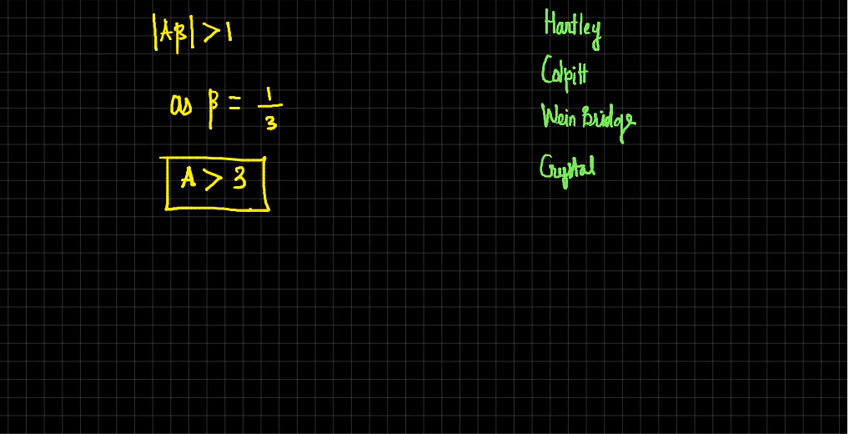 |Aβ| > 1
as β = 1/3
A > 3
Hartley
Colpitt
Wein Bridge
Crystal